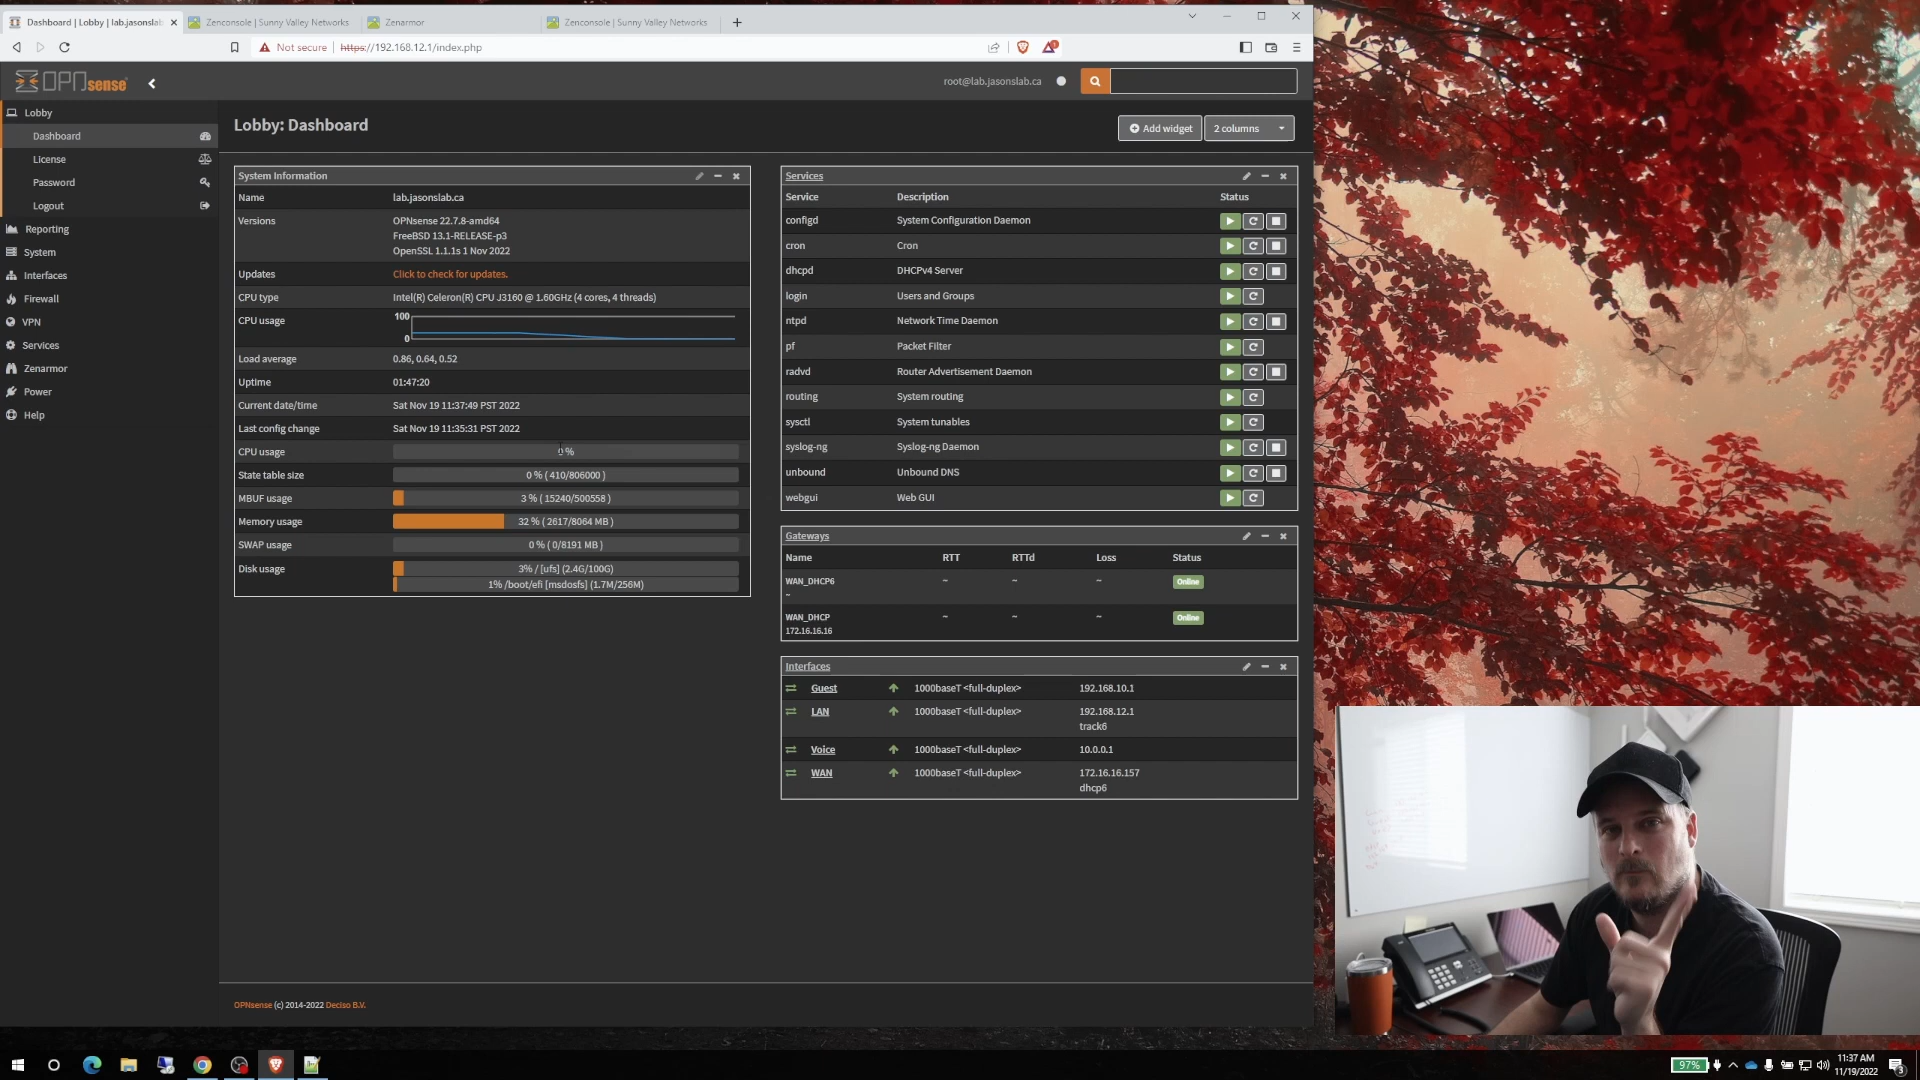 Dashboard | Lobby | lab.jasonslab
Zenconsole | Sunny Valley Networks
Zenarmor
Zenconsole | Sunny Valley Networks
Not secure
https://192.168.12.1/index.php
OPNsense
root@lab.jasonslab.ca
Lobby
Dashboard
License
Password
Logout
Reporting
System
Interfaces
Firewall
VPN
Services
Zenarmor
Power
Help
Lobby: Dashboard
Add widget
2 columns
System Information
Name lab.jasonslab.ca
Versions OPNsense 22.7.8-amd64
FreeBSD 13.1-RELEASE-p3
OpenSSL 1.1.1s 1 Nov 2022
Updates Click to check for updates.
CPU type Intel(R) Celeron(R) CPU J3160 @ 1.60GHz (4 cores, 4 threads)
CPU usage 100
0
Load average 0.86, 0.64, 0.52
Uptime 01:47:20
Current date/time Sat Nov 19 11:37:49 PST 2022
Last config change Sat Nov 19 11:35:31 PST 2022
CPU usage 0 %
State table size 0 % ( 410/806000 )
MBUF usage 3 % ( 15240/500558 )
Memory usage 32 % ( 2617/8064 MB )
SWAP usage 0 % ( 0/8191 MB )
Disk usage 3% / [ufs] (2.4G/100G)
1% /boot/efi [msdosfs] (1.7M/256M)
Services
Service Description Status
configd System Configuration Daemon
cron Cron
dhcpd DHCPv4 Server
login Users and Groups
ntpd Network Time Daemon
pf Packet Filter
radvd Router Advertisement Daemon
routing System routing
sysctl System tunables
syslog-ng Syslog-ng Daemon
unbound Unbound DNS
webgui Web GUI
Gateways
Name RTT RTTd Loss Status
WAN_DHCP6 ~ ~ ~ Online
~
WAN_DHCP ~ ~ ~ Online
172.16.16.16
Interfaces
Guest 1000baseT <full-duplex> 192.168.10.1
LAN 1000baseT <full-duplex> 192.168.12.1
track6
Voice 1000baseT <full-duplex> 10.0.0.1
WAN 1000baseT <full-duplex> 172.16.16.157
dhcp6
OPNsense (c) 2014-2022 Deciso B.V.
97%
11:37 AM
11/19/2022
3